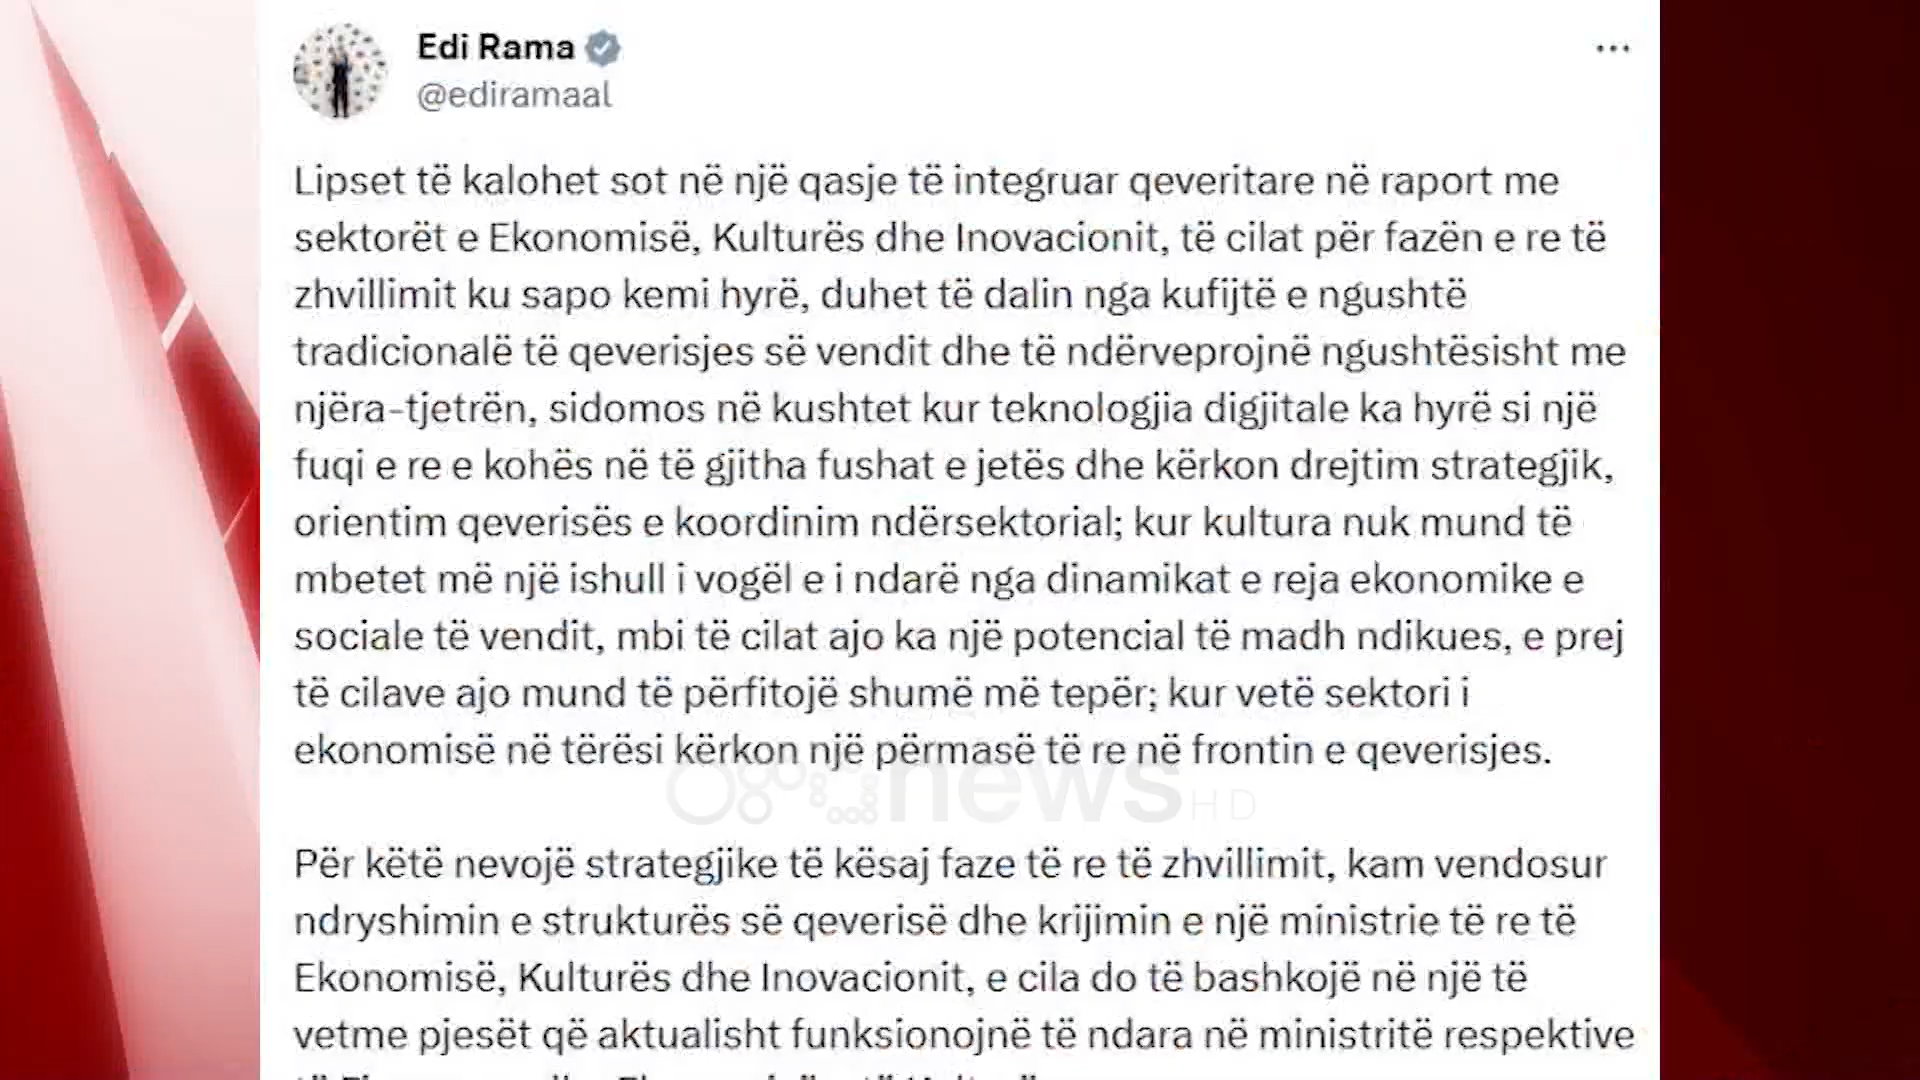 Edi Rama
@ediramaal
Lipset të kalohet sot në një qasje të integruar qeveritare në raport me
sektorët e Ekonomisë, Kulturës dhe Inovacionit, të cilat për fazën e re të
zhvillimit ku sapo kemi hyrë, duhet të dalin nga kufijtë e ngushtë
tradicionalë të qeverisjes së vendit dhe të ndërveprojnë ngushtësisht me
njëra-tjetrën, sidomos në kushtet kur teknologjia digjitale ka hyrë si një
fuqi e re e kohës në të gjitha fushat e jetës dhe kërkon drejtim strategjik,
orientim qeverisës e koordinim ndërsektorial; kur kultura nuk mund të
mbetet më një ishull i vogël e i ndarë nga dinamikat e reja ekonomike e
sociale të vendit, mbi të cilat ajo ka një potencial të madh ndikues, e prej
të cilave ajo mund të përfitojë shumë më tepër; kur vetë sektori i
ekonomisë në tërësi kërkon një përmasë të re në frontin e qeverisjes.
news HD
Për këtë nevojë strategjike të kësaj faze të re të zhvillimit, kam vendosur
ndryshimin e strukturës së qeverisë dhe krijimin e një ministrie të re të
Ekonomisë, Kulturës dhe Inovacionit, e cila do të bashkojë në një të
vetme pjesët që aktualisht funksionojnë të ndara në ministritë respektive